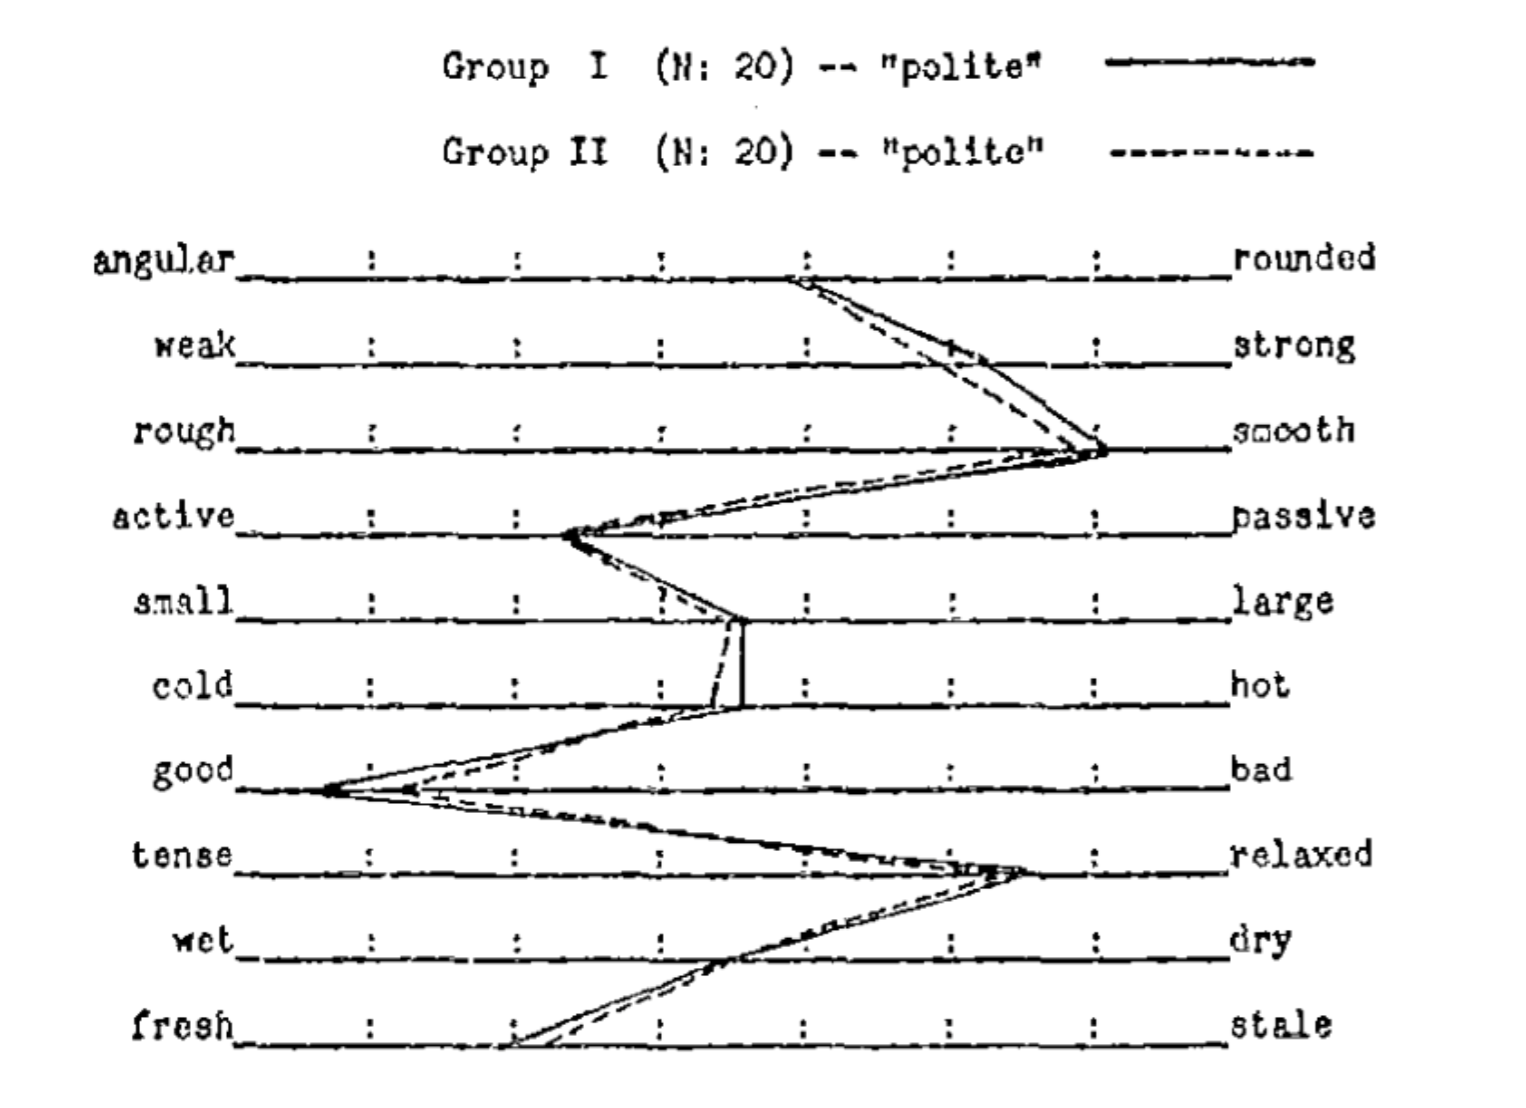 Group I (N: 20) -- "polite"
Group II (N: 20) -- "polite"
angular : : : : : : rounded
weak : : : : : : strong
rough : : : : : : smooth
active : : : : : : passive
small : : : : : : large
cold : : : : : : hot
good : : : : : : bad
tense : : : : : : relaxed
wet : : : : : : dry
fresh : : : : : : stale